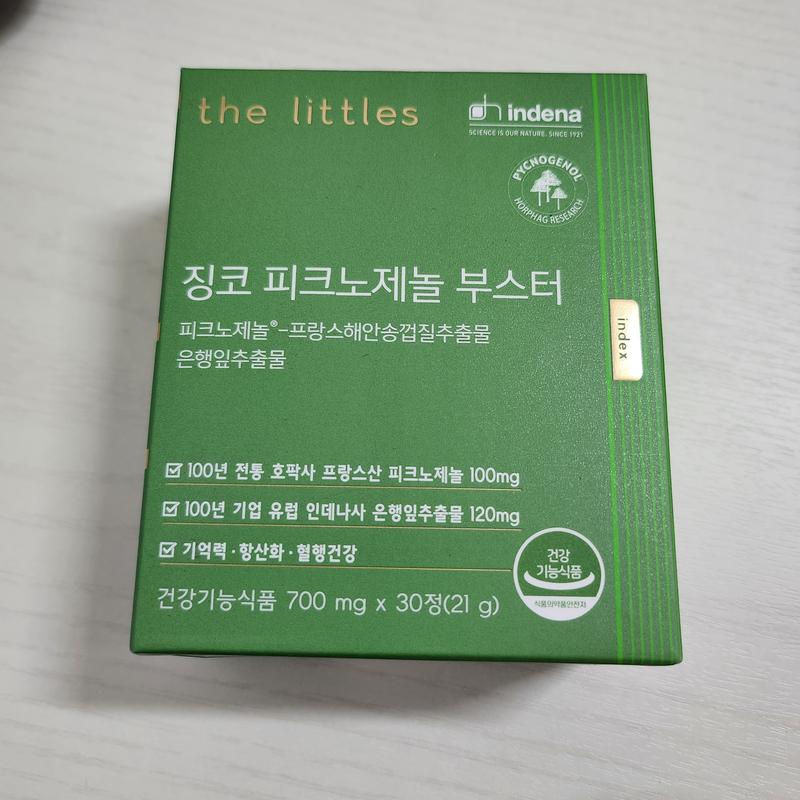 the littles
indena
SCIENCE IS OUR NATURE. SINCE 1921
PYCNOGENOL®
HORPHAG RESEARCH
징코 피크노제놀 부스터
피크노제놀®-프랑스해안송껍질추출물
은행잎추출물
index
100년 전통 호팍사 프랑스산 피크노제놀 100mg
100년 기업 유럽 인데나사 은행잎추출물 120mg
기억력·항산화·혈행건강
건강
기능식품
식품의약품안전처
건강기능식품 700 mg x 30정(21 g)